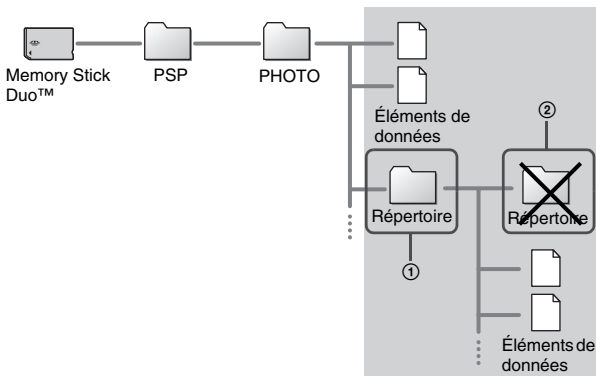 Memory Stick
Duo™
PSP
PHOTO
Éléments de
données
②
Répertoire
Répertoire
①
Éléments de
données